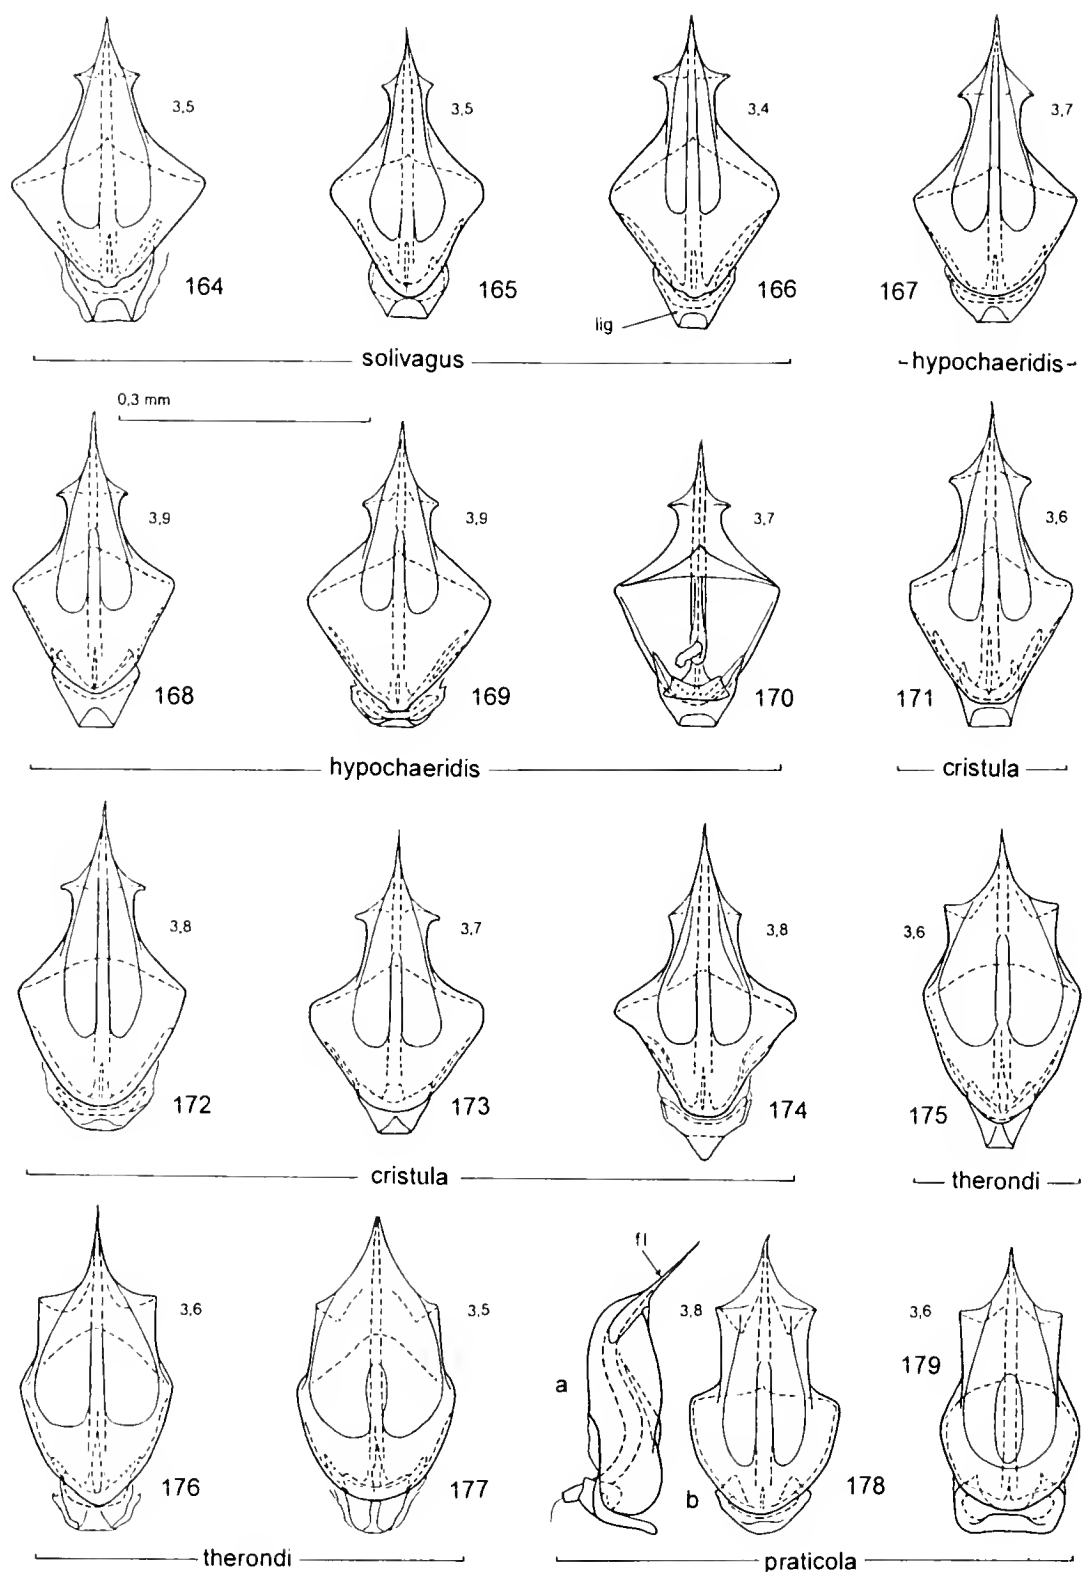 3,5 3,5 3,4 3,7
164 165 166 167
lig
solivagus hypochaeridis
0,3 mm
3,9 3,9 3,7 3,6
168 169 170 171
hypochaeridis cristula
3,8 3,7 3,8 3,6
172 173 174 175
cristula therondi
fl
3,6 3,5 3,8 3,6
179
a
176 177 b 178
therondi praticola